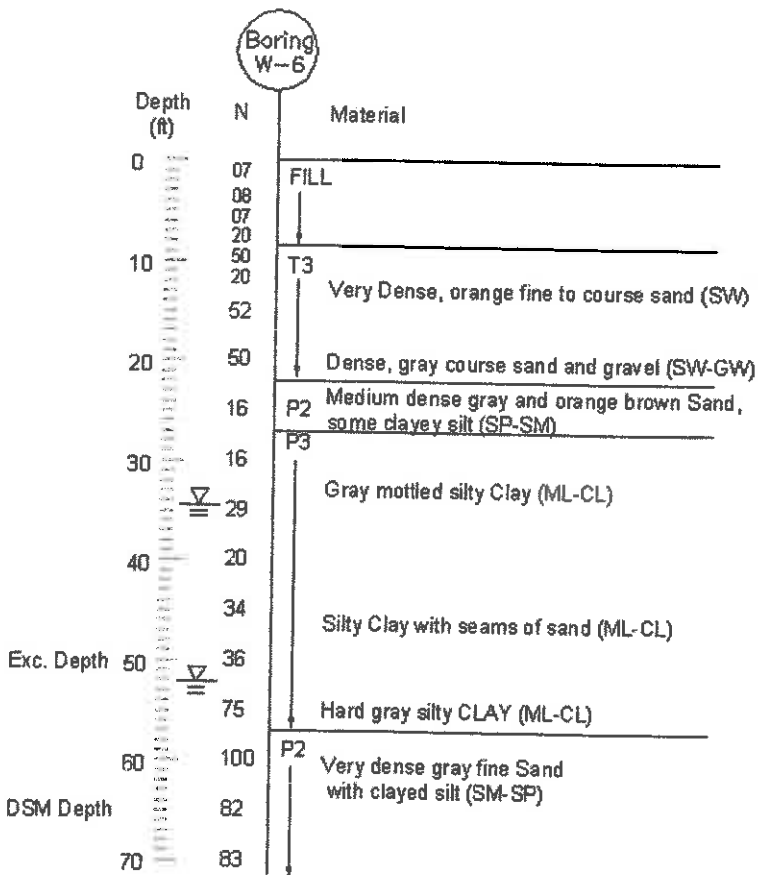 Boring
W-6
Depth
(ft)
N
Material
0
07
FILL
08
07
20
50
10
T3
20
Very Dense, orange fine to course sand (SW)
52
20
50
Dense, gray course sand and gravel (SW-GW)
16
P2
Medium dense gray and orange brown Sand,
some clayey silt (SP-SM)
P3
30
16
Gray mottled silty Clay (ML-CL)
29
40
20
34
Silty Clay with seams of sand (ML-CL)
Exc. Depth
50
36
75
Hard gray silty CLAY (ML-CL)
P2
60
100
Very dense gray fine Sand
with clayed silt (SM-SP)
DSM Depth
82
70
83